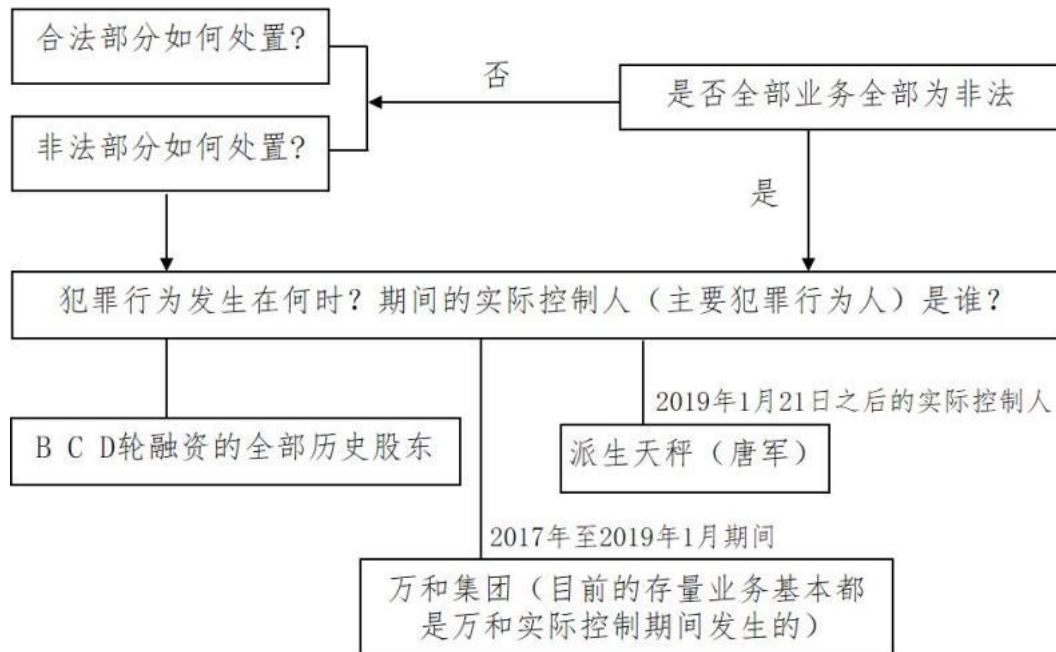 合法部分如何处置?
否
是否全部业务全部为非法
非法部分如何处置?
是
犯罪行为发生在何时？期间的实际控制人（主要犯罪行为人）是谁？
2019年1月21日之后的实际控制人
B C D轮融资的全部历史股东
派生天秤（唐军）
2017年至2019年1月期间
万和集团（目前的存量业务基本都
是万和实际控制期间发生的）